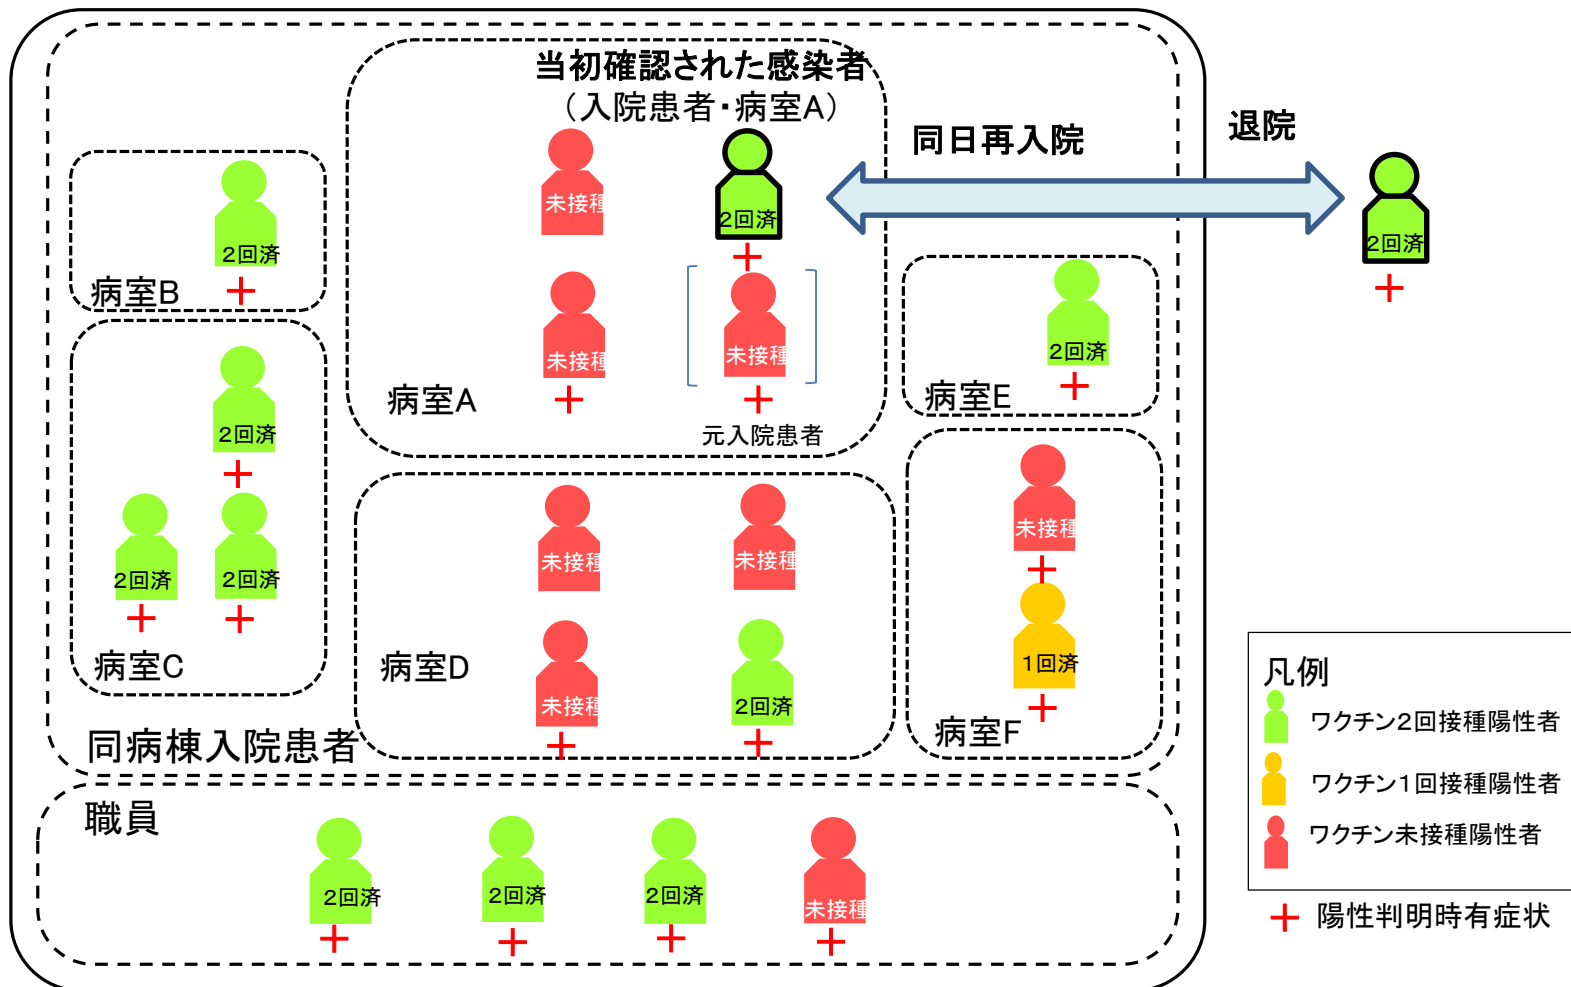 当初確認された感染者
（入院患者・病室A）
同日再入院
退院
未接種
2回済
2回済
2回済
病室B
未接種
未接種
病室A
元入院患者
2回済
病室E
2回済
2回済
2回済
病室C
未接種
未接種
未接種
2回済
病室D
未接種
1回済
病室F
同病棟入院患者
職員
2回済
2回済
2回済
未接種
凡例
ワクチン2回接種陽性者
ワクチン1回接種陽性者
ワクチン未接種陽性者
陽性判明時有症状